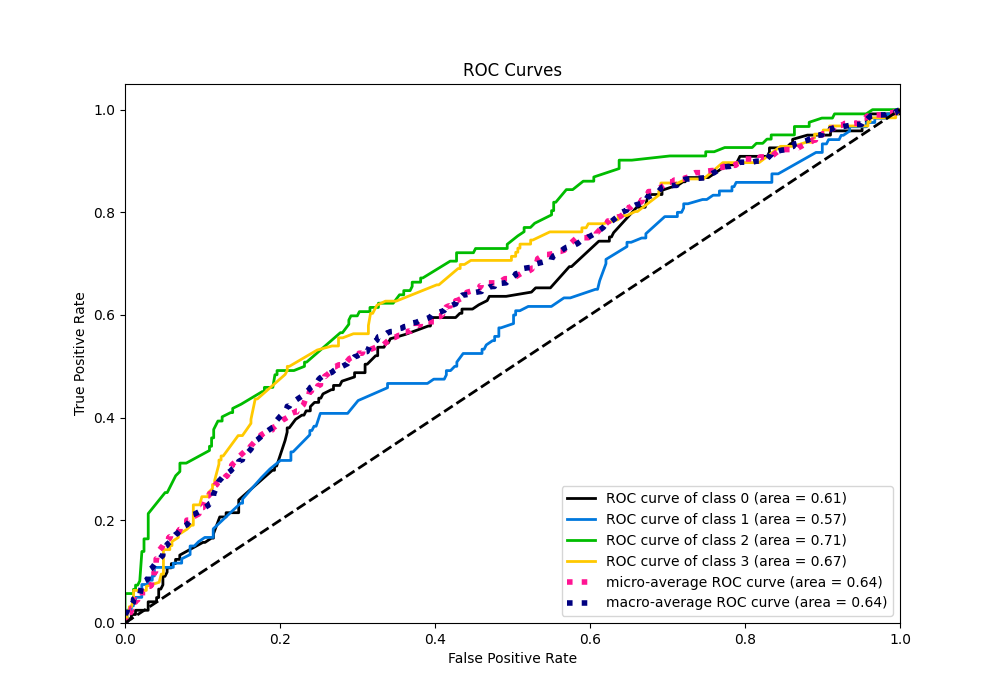 ROC Curves
True Positive Rate
1.0
0.8
0.6
0.4
0.2
0.0
0.0 0.2 0.4 0.6 0.8 1.0
False Positive Rate
ROC curve of class 0 (area = 0.61)
ROC curve of class 1 (area = 0.57)
ROC curve of class 2 (area = 0.71)
ROC curve of class 3 (area = 0.67)
micro-average ROC curve (area = 0.64)
macro-average ROC curve (area = 0.64)